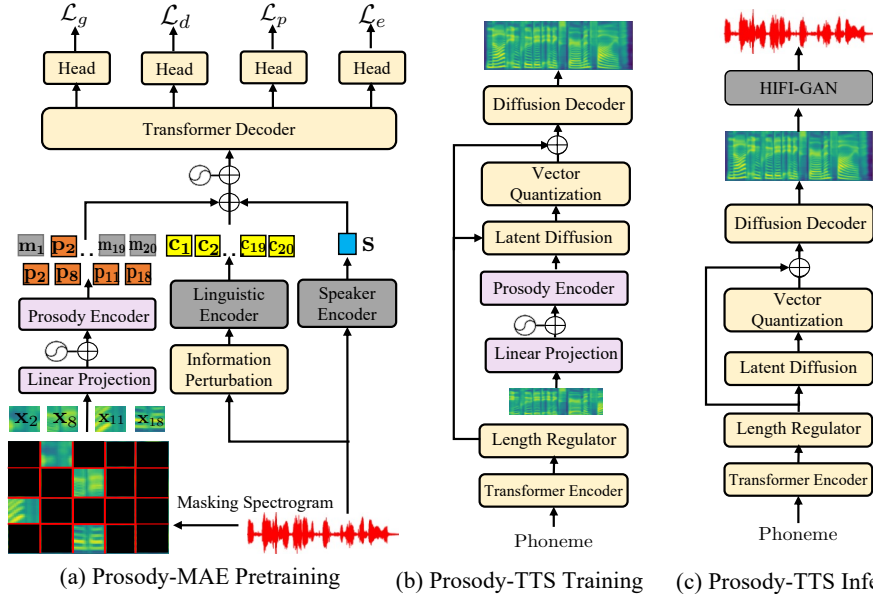 L_g L_d L_p L_e
Head Head Head Head
Transformer Decoder
m_1 p_2 .. m_19 m_20 c_1 c_2 .. c_19 c_20 S
p_2 p_8 p_11 p_18
Prosody Encoder
Linguistic
Encoder
Speaker
Encoder
Linear Projection
Information
Perturbation
x_2 x_8 x_11 x_18
Masking Spectrogram
(a) Prosody-MAE Pretraining
Diffusion Decoder
Vector
Quantization
Latent Diffusion
Prosody Encoder
Linear Projection
Length Regulator
Transformer Encoder
Phoneme
(b) Prosody-TTS Training
HIFI-GAN
Diffusion Decoder
Vector
Quantization
Latent Diffusion
Length Regulator
Transformer Encoder
Phoneme
(c) Prosody-TTS Infe